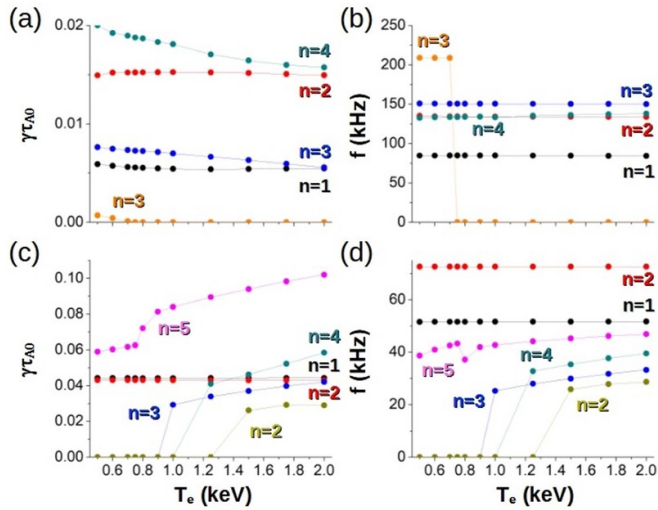 (a)
γτA0
0.02
0.01
0.00
n=4
n=2
n=3
n=1
n=3
(b)
f (kHz)
250
200
150
100
50
0
n=3
n=3
n=4
n=2
n=1
(c)
γτA0
0.10
0.08
0.06
0.04
0.02
0.00
n=5
n=4
n=1
n=3
n=2
n=2
0.6 0.8 1.0 1.2 1.4 1.6 1.8 2.0
Te (keV)
(d)
f (kHz)
60
40
20
0
n=2
n=1
n=5
n=4
n=3
n=2
0.6 0.8 1.0 1.2 1.4 1.6 1.8 2.0
Te (keV)